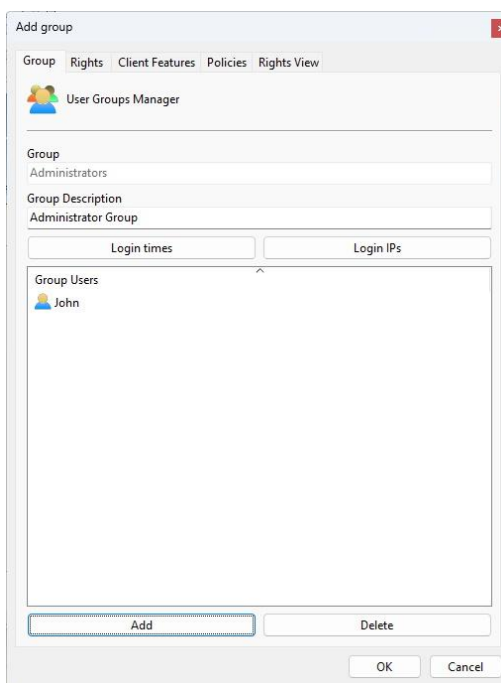 Add group
Group Rights Client Features Policies Rights View
User Groups Manager
Group
Administrators
Group Description
Administrator Group
Login times Login IPs
Group Users
John
Add Delete
OK Cancel